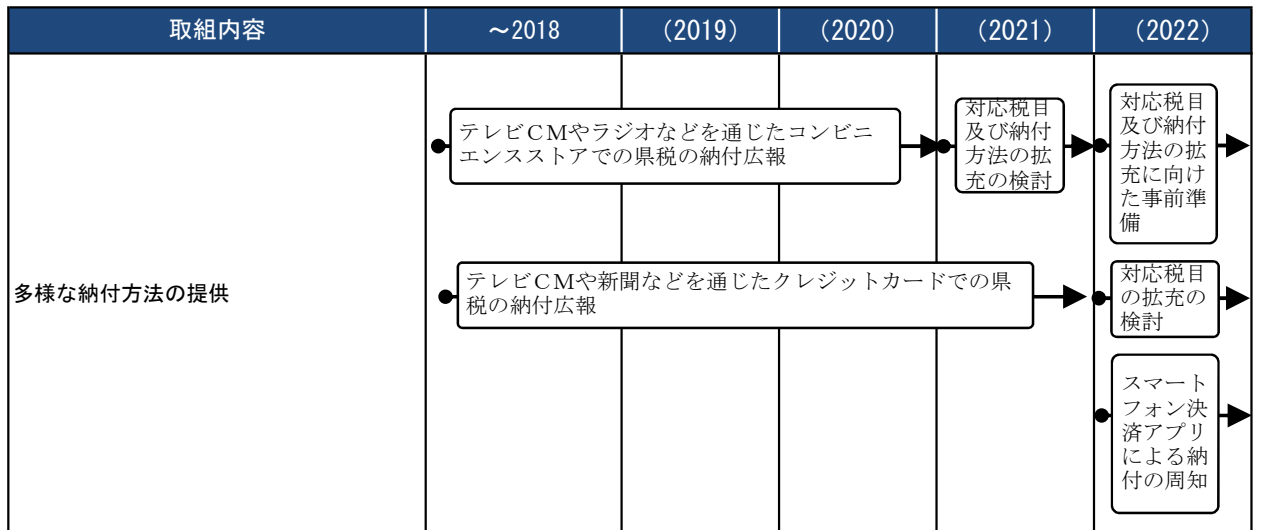 取組内容
～2018
（2019）
（2020）
（2021）
（2022）
テレビＣＭやラジオなどを通じたコンビニ
エンスストアでの県税の納付広報
対応税目
及び納付
方法の拡
充の検討
対応税目
及び納付
方法の拡
充に向け
た事前準
備
多様な納付方法の提供
テレビＣＭや新聞などを通じたクレジットカードでの県
税の納付広報
対応税目
の拡充の
検討
スマート
フォン決
済アプリ
による納
付の周知